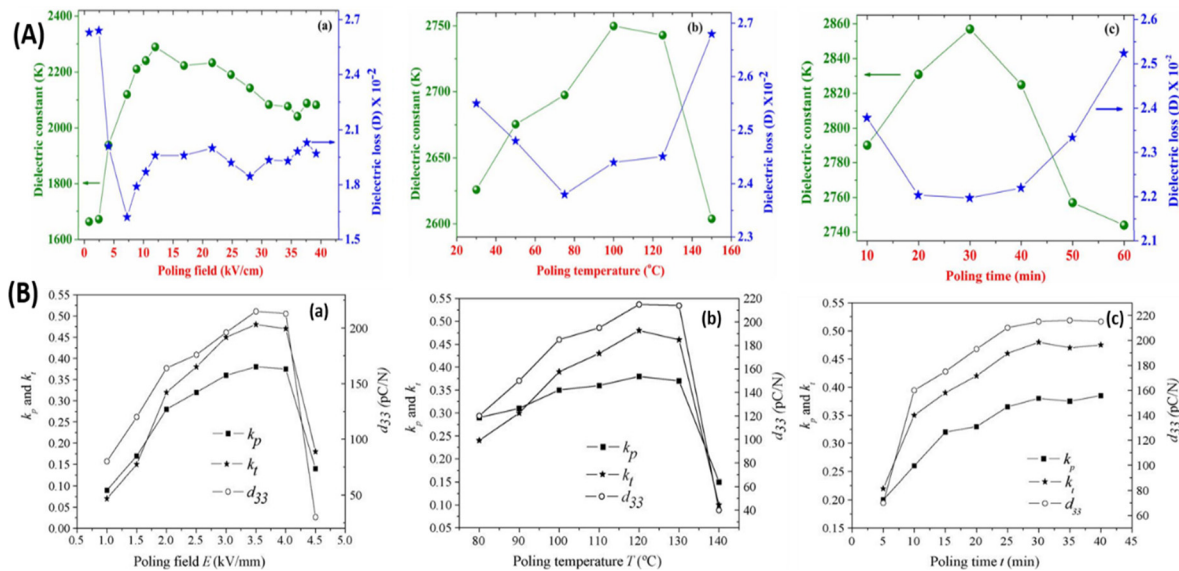 (A)
(a)
Dielectric constant (K)
2400
2200
2000
1800
1600
Dielectric loss (D) X 10-2
2.7
2.4
2.1
1.8
1.5
0 5 10 15 20 25 30 35 40
Poling field (kV/cm)
(b)
Dielectric constant (K)
2750
2700
2650
2600
Dielectric loss (D) X10-2
2.7
2.6
2.5
2.4
2.3
20 40 60 80 100 120 140 160
Poling temperature (°C)
(c)
Dielectric constant (K)
2860
2840
2820
2800
2780
2760
2740
Dielectric loss (D) X 10-2
2.6
2.5
2.4
2.3
2.2
2.1
10 20 30 40 50 60
Poling time (min)
(B)
(a)
kp and kt
0.55
0.50
0.45
0.40
0.35
0.30
0.25
0.20
0.15
0.10
0.05
0.00
d33 (pC/N)
200
150
100
50
kp
kt
d33
1.0 1.5 2.0 2.5 3.0 3.5 4.0 4.5
Poling field E (kV/mm)
(b)
kp and kt
0.55
0.50
0.45
0.40
0.35
0.30
0.25
0.20
0.15
0.10
0.05
d33 (pC/N)
220
200
180
160
140
120
100
80
60
40
kp
kt
d33
80 90 100 110 120 130 140
Poling temperature T (°C)
(c)
kp and kt
0.55
0.50
0.45
0.40
0.35
0.30
0.25
0.20
0.15
d33 (pC/N)
220
200
180
160
140
120
100
80
60
kp
kt
d33
0 5 10 15 20 25 30 35 40 45
Poling time t (min)